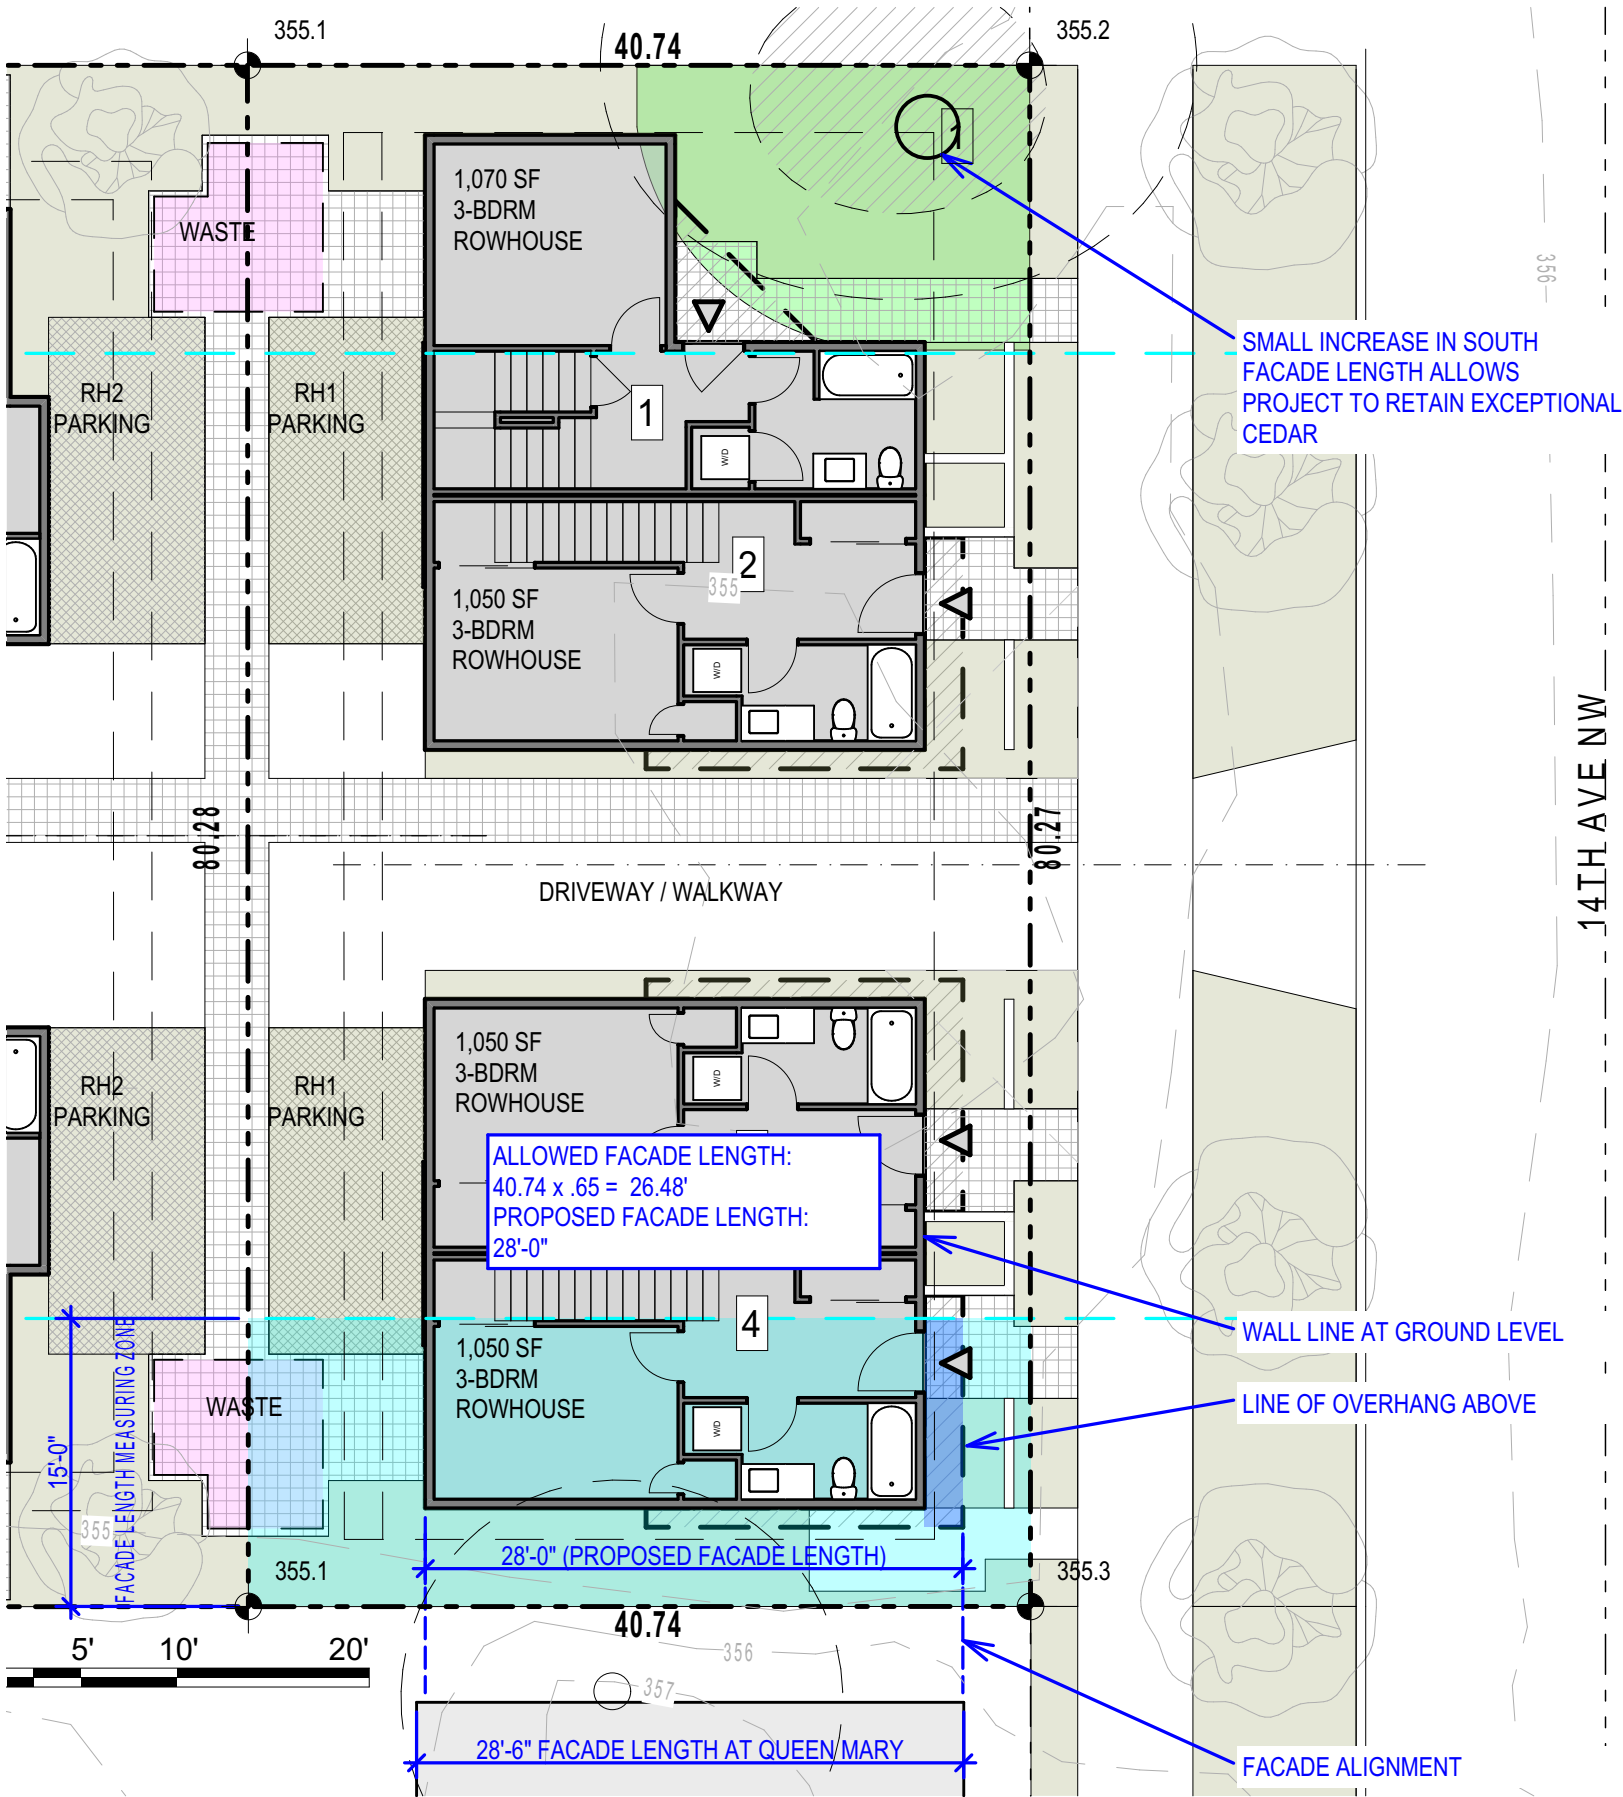 355.1
40.74
355.2
1
1,070 SF
3-BDRM
ROWHOUSE
WASTE
356
SMALL INCREASE IN SOUTH
FACADE LENGTH ALLOWS
PROJECT TO RETAIN EXCEPTIONAL
CEDAR
RH2
PARKING
RH1
PARKING
1
W/D
2
355
1,050 SF
3-BDRM
ROWHOUSE
W/D
14TH AVE NW
80.28
80.27
DRIVEWAY / WALKWAY
1,050 SF
3-BDRM
ROWHOUSE
W/D
RH2
PARKING
RH1
PARKING
ALLOWED FACADE LENGTH:
40.74 x .65 = 26.48'
PROPOSED FACADE LENGTH:
28'-0"
4
WALL LINE AT GROUND LEVEL
1,050 SF
3-BDRM
ROWHOUSE
WASTE
LINE OF OVERHANG ABOVE
W/D
15'-0"
FACADE LENGTH MEASURING ZONE
355
28'-0" (PROPOSED FACADE LENGTH)
355.1
355.3
40.74
5'
10'
20'
356
357
28'-6" FACADE LENGTH AT QUEEN MARY
FACADE ALIGNMENT